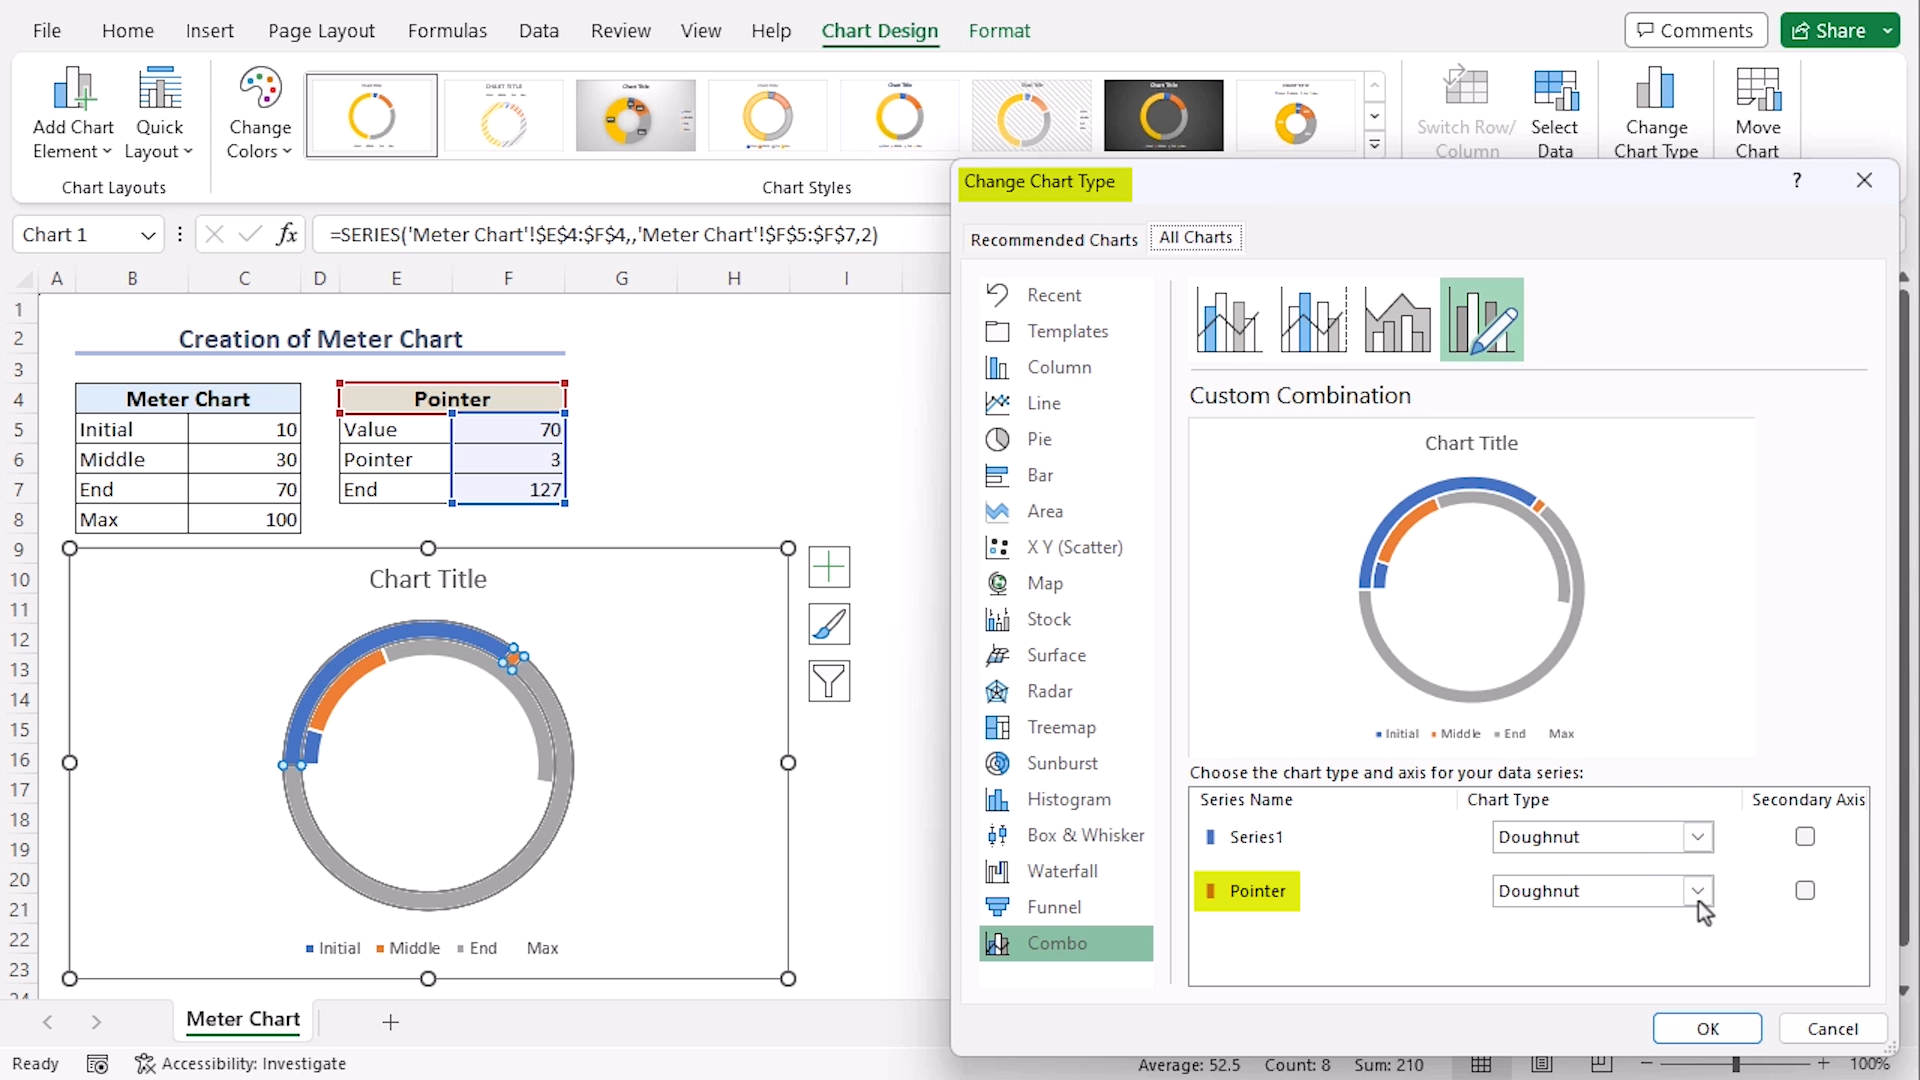 File Home Insert Page Layout Formulas Data Review View Help Chart Design Format Comments Share
Add Chart Element
Quick Layout
Change Colors
Switch Row/ Column
Select Data
Change Chart Type
Move Chart
Chart Layouts
Chart Styles
Change Chart Type ?
Chart 1 fx =SERIES('Meter Chart'!$E$4:$F$4,,'Meter Chart'!$F$5:$F$7,2)
Recommended Charts All Charts
A B C D E F G H I
1
2 Creation of Meter Chart
3
4 Meter Chart Pointer
5 Initial 10 Value 70
6 Middle 30 Pointer 3
7 End 70 End 127
8 Max 100
9
10 Chart Title
11
12
13
14
15
16
17
18
19
20
21
22 Initial Middle End Max
23
24
Recent
Templates
Column
Line
Pie
Bar
Area
X Y (Scatter)
Map
Stock
Surface
Radar
Treemap
Sunburst
Histogram
Box & Whisker
Waterfall
Funnel
Combo
Custom Combination
Chart Title
Initial Middle End Max
Choose the chart type and axis for your data series:
Series Name Chart Type Secondary Axis
Series1 Doughnut
Pointer Doughnut
OK Cancel
Meter Chart
Ready Accessibility: Investigate Average: 52.5 Count: 8 Sum: 210 100%